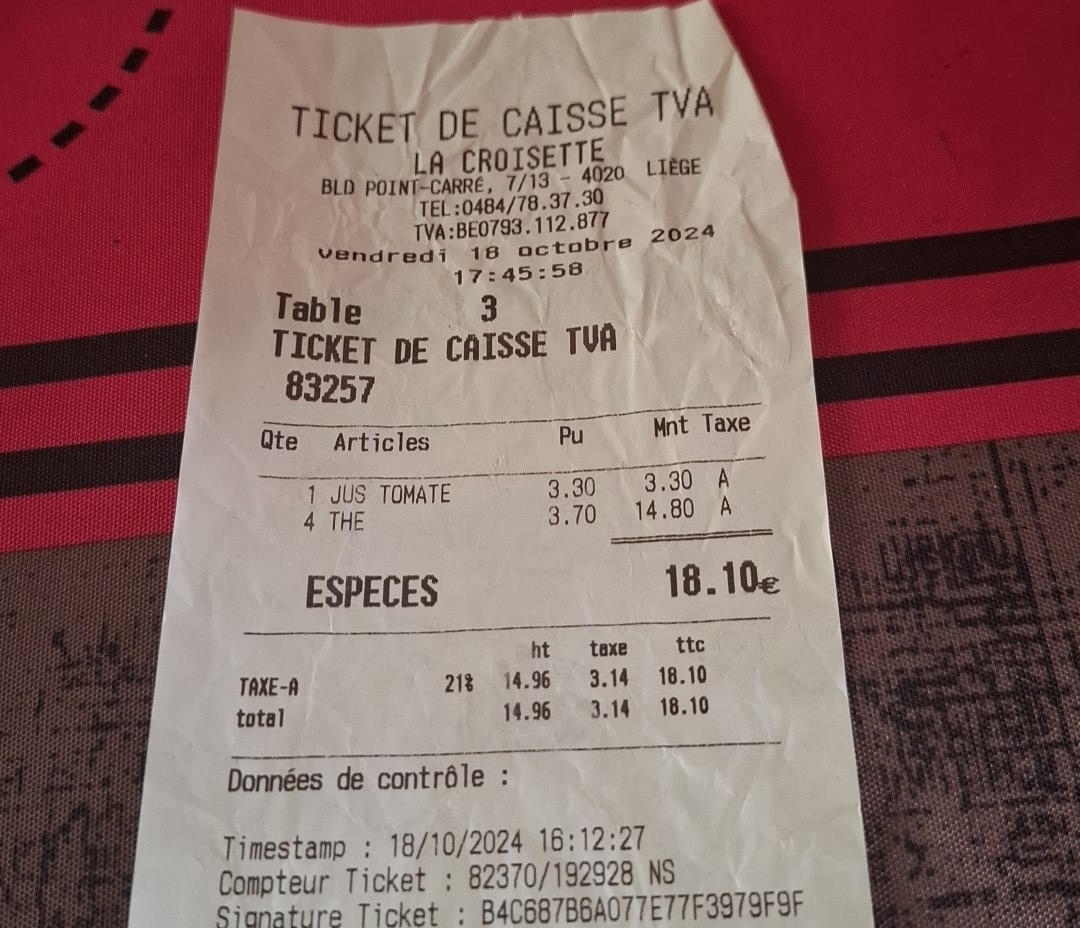 TICKET DE CAISSE TVA
LA CROISETTE
BLD POINT-CARRÉ, 7/13 - 4020 LIÈGE
TEL:0484/78.37.30
TVA:BE0793.112.877
vendredi 18 octobre 2024
17:45:58
Table 3
TICKET DE CAISSE TVA
83257
Qte Articles Pu Mnt Taxe
1 JUS TOMATE 3.30 3.30 A
4 THE 3.70 14.80 A
ESPECES 18.10€
ht taxe ttc
TAXE-A 21% 14.96 3.14 18.10
total 14.96 3.14 18.10
Données de contrôle :
Timestamp : 18/10/2024 16:12:27
Compteur Ticket : 82370/192928 NS
Signature Ticket : B4C687B6A077E77F3979F9F